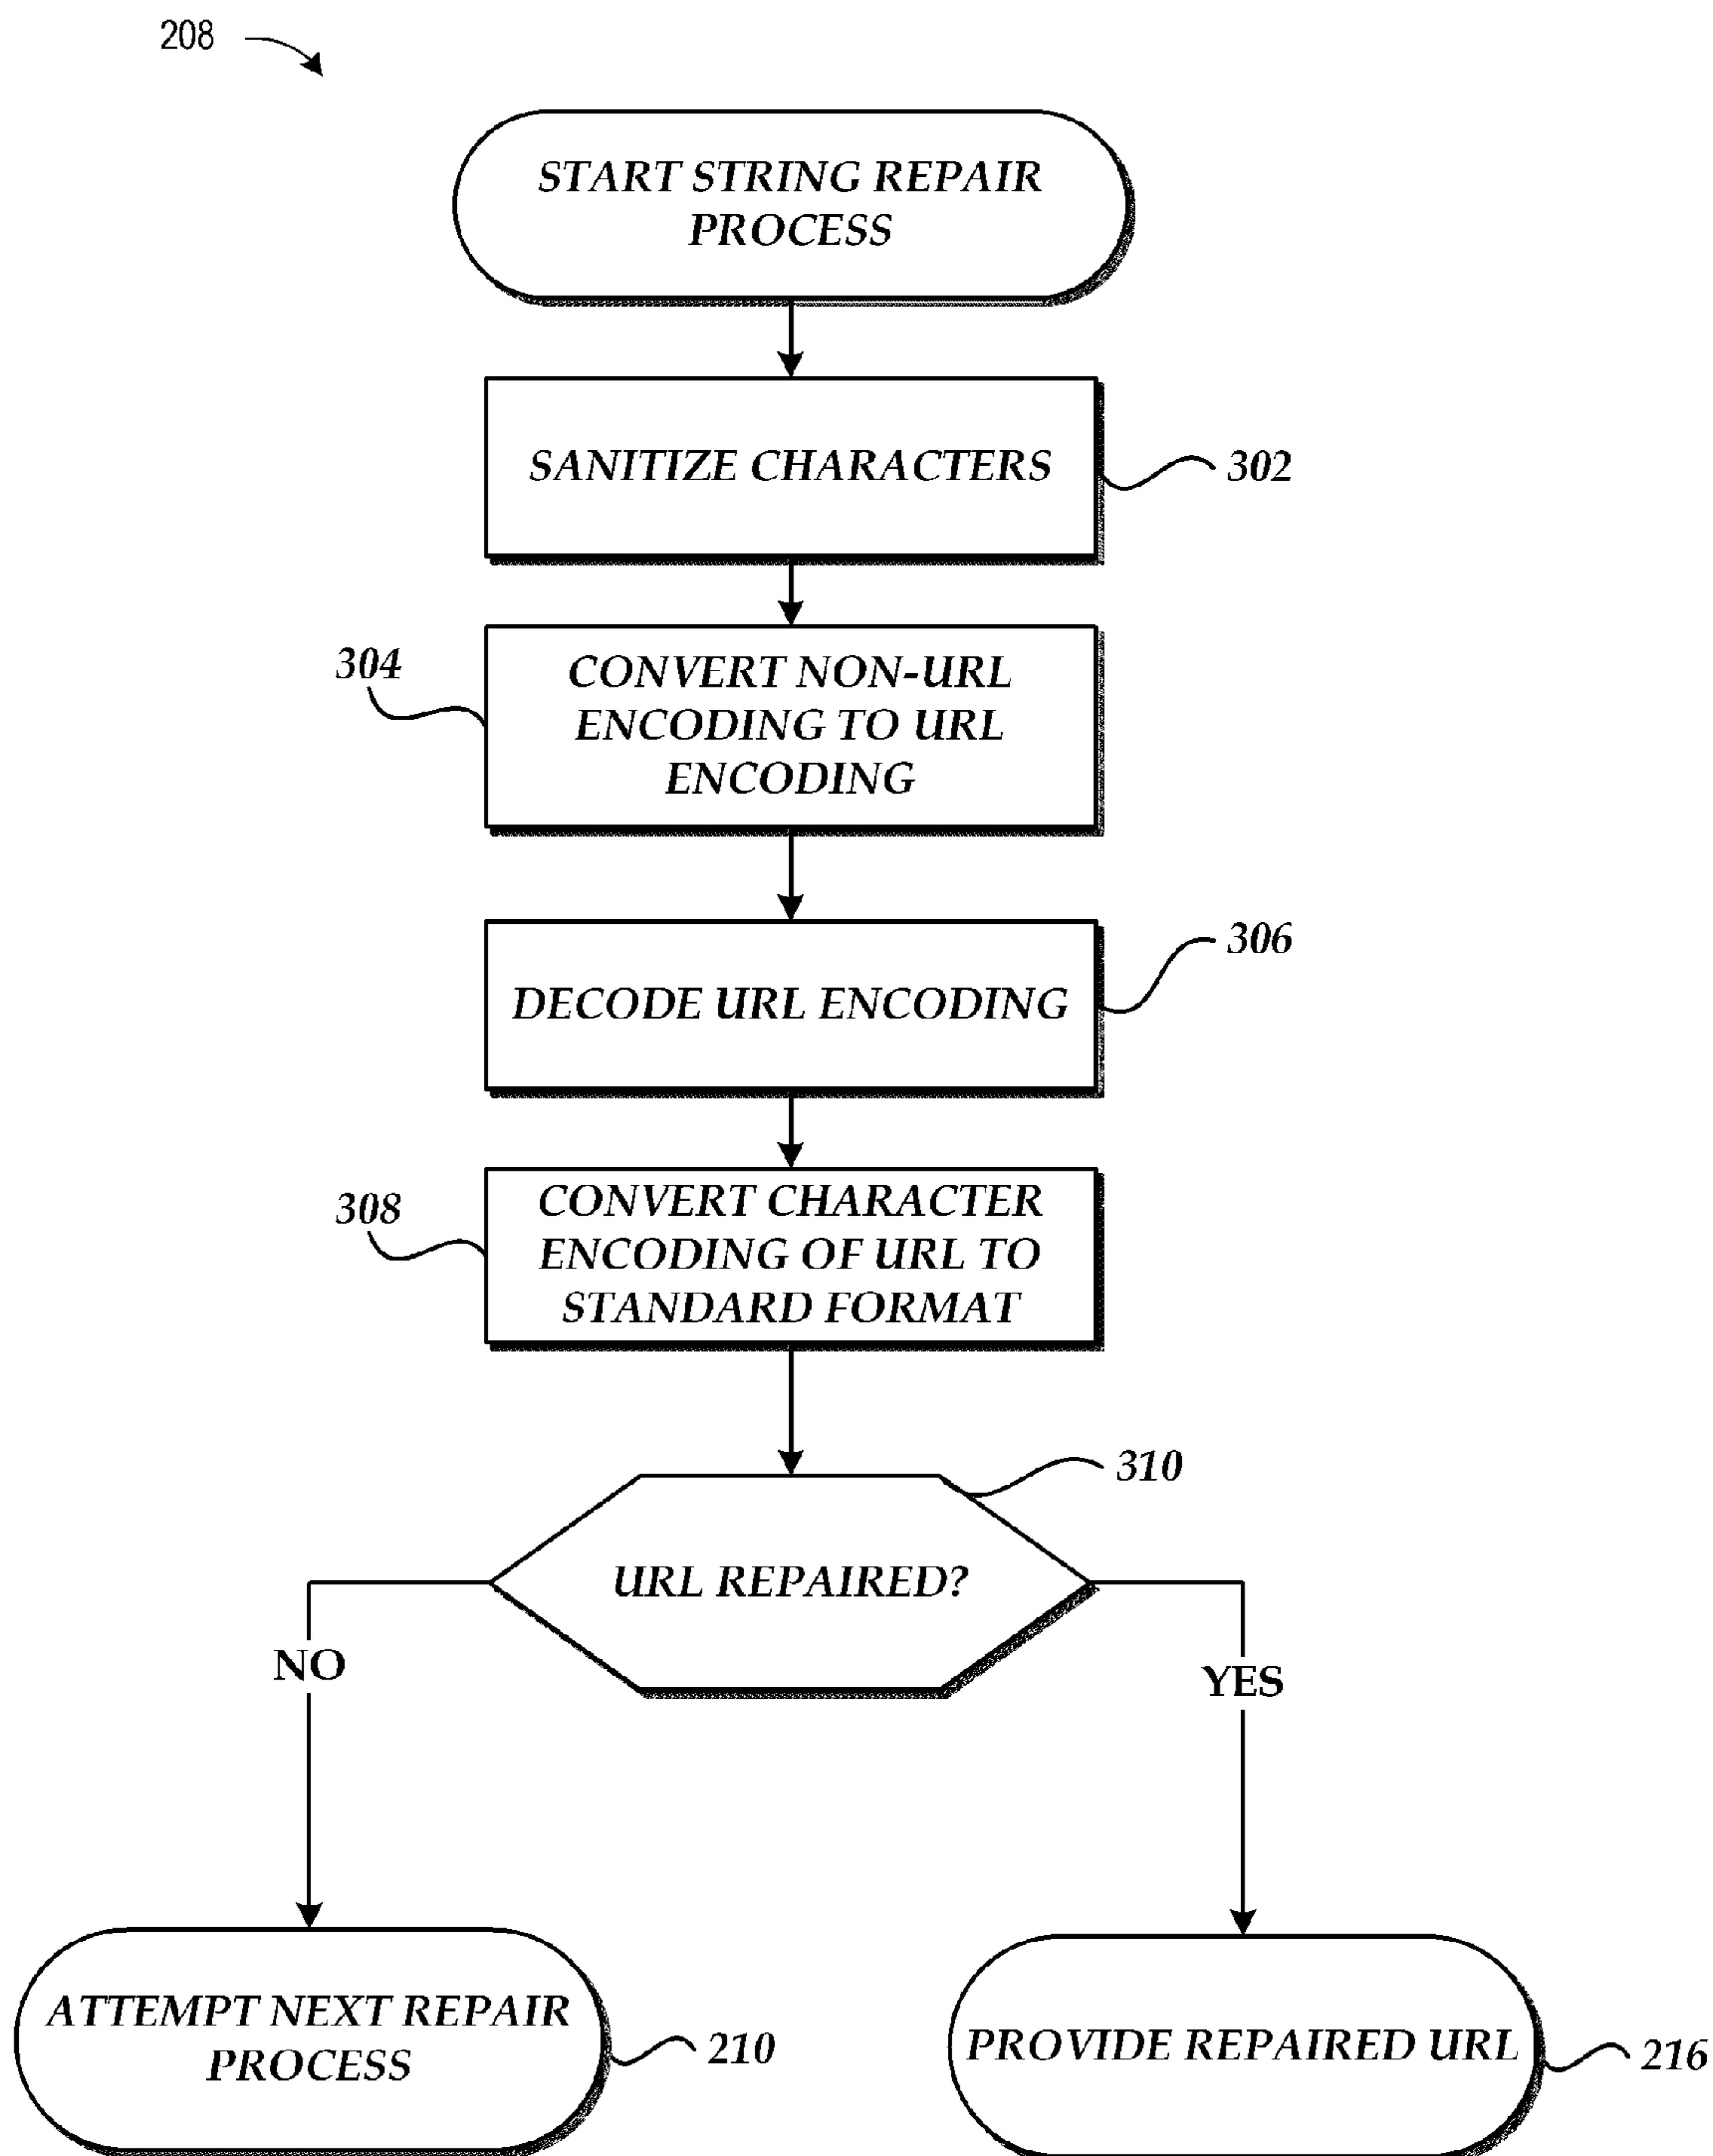 208
START STRING REPAIR
PROCESS
SANITIZE CHARACTERS
302
304
CONVERT NON-URL
ENCODING TO URL
ENCODING
306
DECODE URL ENCODING
308
CONVERT CHARACTER
ENCODING OF URL TO
STANDARD FORMAT
310
URL REPAIRED?
NO
YES
ATTEMPT NEXT REPAIR
PROCESS
210
PROVIDE REPAIRED URL
216